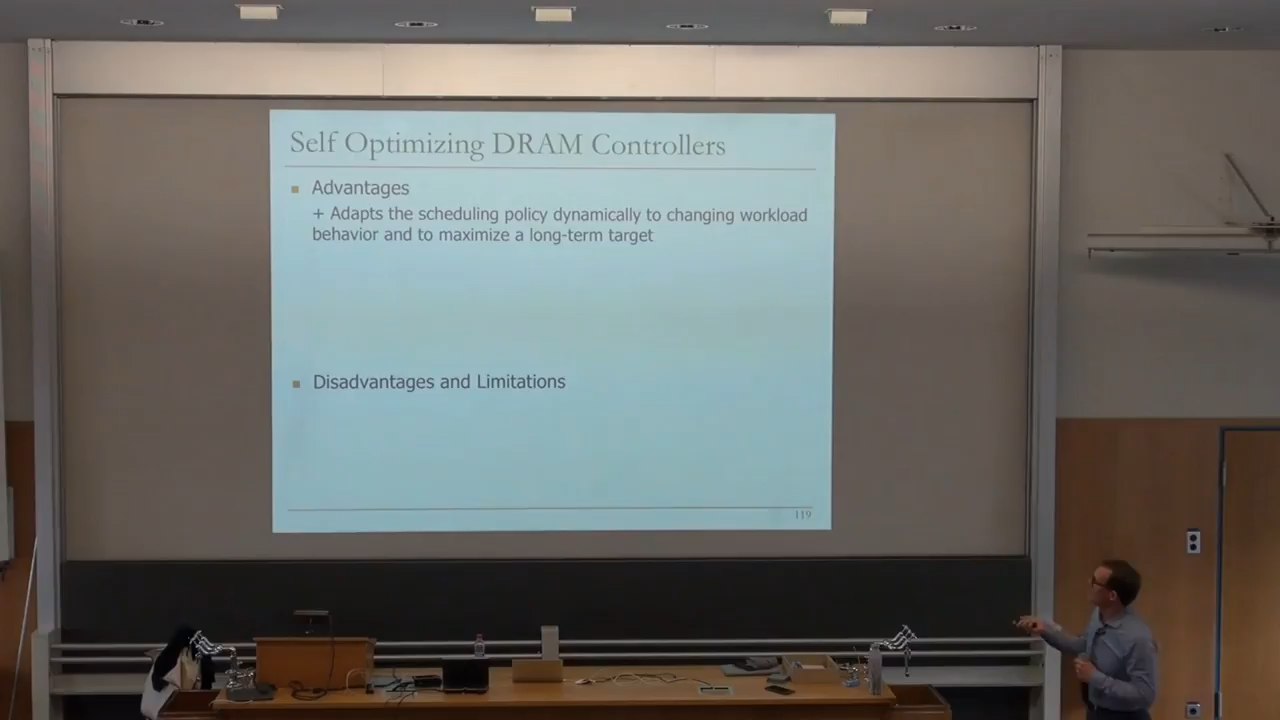 Self Optimizing DRAM Controllers
Advantages
+ Adapts the scheduling policy dynamically to changing workload
behavior and to maximize a long-term target
Disadvantages and Limitations
119